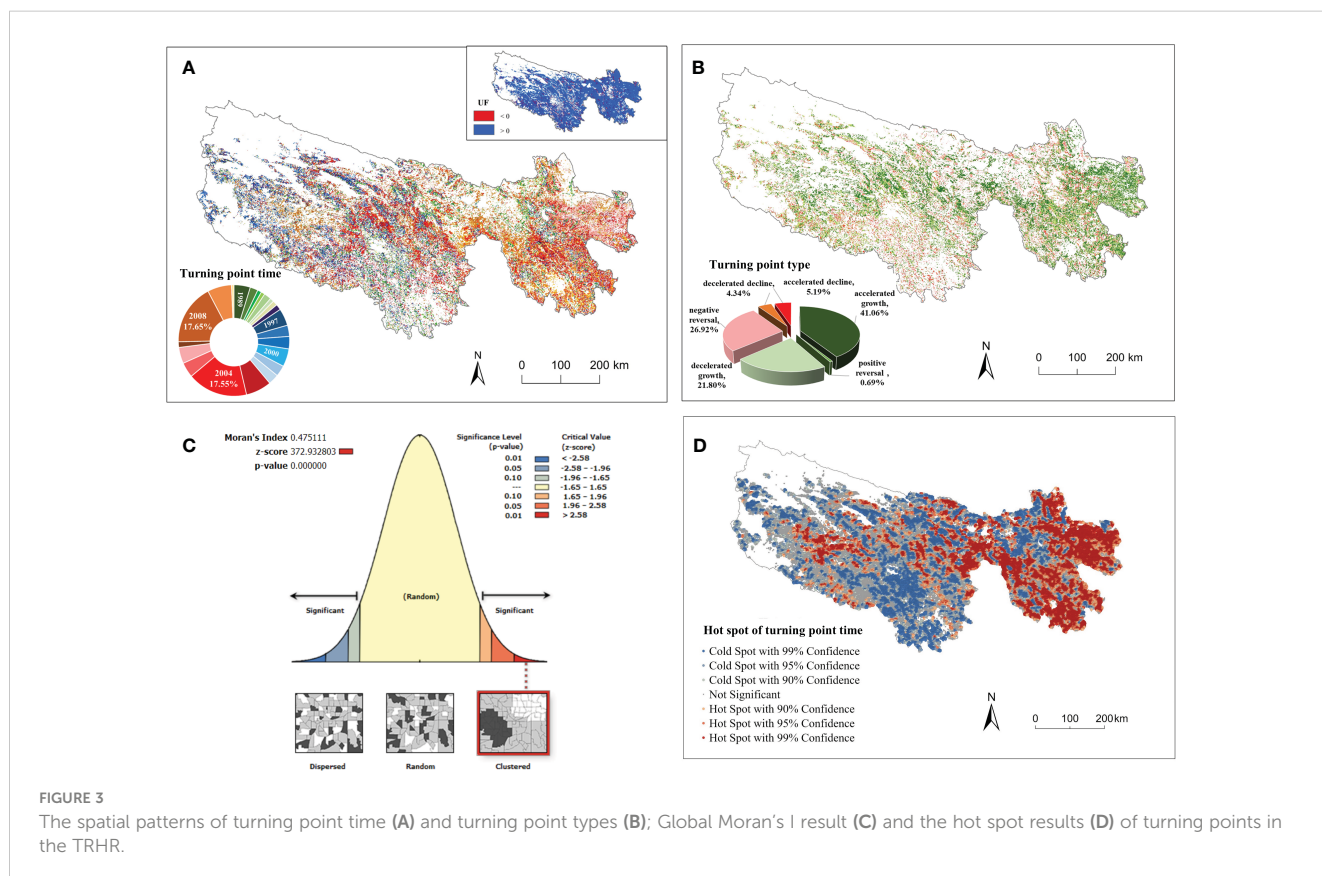 A
UF
< 0
> 0
Turning point time
1989
1997
2000
2004
17.55%
2008
17.65%
N
0 100 200 km
B
Turning point type
decelerated decline,
4.34%
accelerated decline,
5.19%
accelerated
growth,
41.06%
negative
reversal,
26.92%
decelerated
growth,
21.80%
positive
reversal ,
0.69%
N
0 100 200 km
C
Moran's Index 0.475111
z-score 372.932803
p-value 0.000000
Significance Level
(p-value)
Critical Value
(z-score)
0.01 < -2.58
0.05 -2.58 – -1.96
0.10 -1.96 – -1.65
--- -1.65 – 1.65
0.10 1.65 – 1.96
0.05 1.96 – 2.58
0.01 > 2.58
Significant
(Random)
Significant
Dispersed
Random
Clustered
D
Hot spot of turning point time
Cold Spot with 99% Confidence
Cold Spot with 95% Confidence
Cold Spot with 90% Confidence
Not Significant
Hot Spot with 90% Confidence
Hot Spot with 95% Confidence
Hot Spot with 99% Confidence
N
0 100 200 km
FIGURE 3
The spatial patterns of turning point time (A) and turning point types (B); Global Moran's I result (C) and the hot spot results (D) of turning points in
the TRHR.